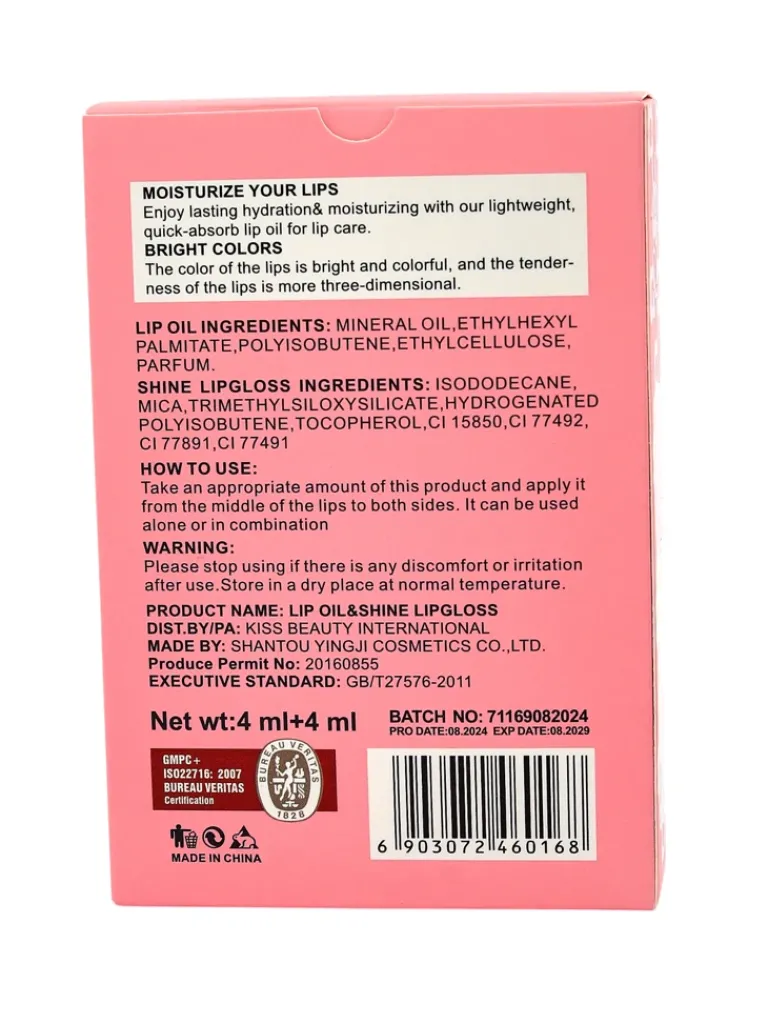 MOISTURIZE YOUR LIPS
Enjoy lasting hydration& moisturizing with our lightweight,
quick-absorb lip oil for lip care.
BRIGHT COLORS
The color of the lips is bright and colorful, and the tender-
ness of the lips is more three-dimensional.
LIP OIL INGREDIENTS: MINERAL OIL,ETHYLHEXYL
PALMITATE,POLYISOBUTENE,ETHYLCELLULOSE,
PARFUM.
SHINE LIPGLOSS INGREDIENTS: ISODODECANE,
MICA,TRIMETHYLSILOXYSILICATE,HYDROGENATED
POLYISOBUTENE,TOCOPHEROL,CI 15850,CI 77492,
CI 77891,CI 77491
HOW TO USE:
Take an appropriate amount of this product and apply it
from the middle of the lips to both sides. It can be used
alone or in combination
WARNING:
Please stop using if there is any discomfort or irritation
after use.Store in a dry place at normal temperature.
PRODUCT NAME: LIP OIL&SHINE LIPGLOSS
DIST.BY/PA: KISS BEAUTY INTERNATIONAL
MADE BY: SHANTOU YINGJI COSMETICS CO.,LTD.
Produce Permit No: 20160855
EXECUTIVE STANDARD: GB/T27576-2011
Net wt:4 ml+4 ml
BATCH NO: 71169082024
PRO DATE:08.2024 EXP DATE:08.2029
GMPC+
ISO22716: 2007
BUREAU VERITAS
Certification
BUREAU VERITAS
1828
MADE IN CHINA
6 903072 460168